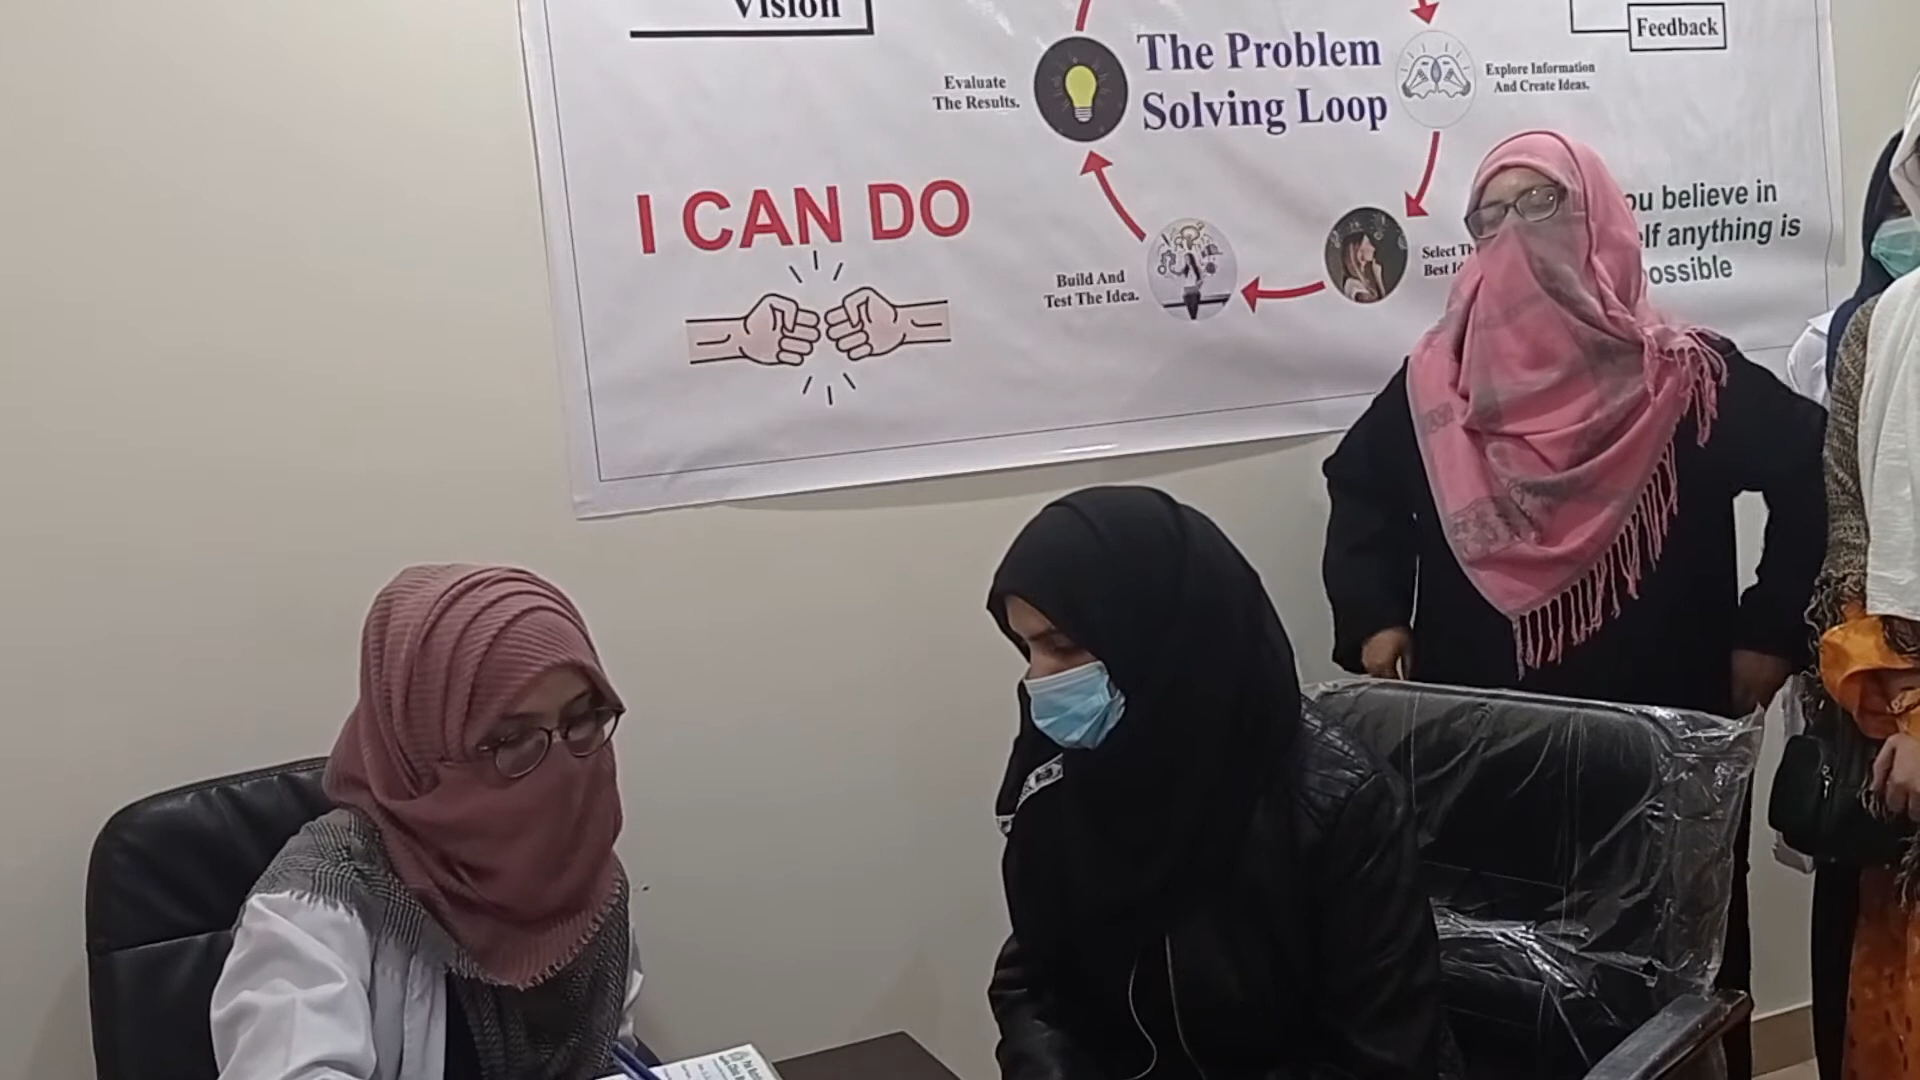 Vision
Feedback
The Problem
Solving Loop
Evaluate
The Results.
Explore Information
And Create Ideas.
I CAN DO
Build And
Test The Idea.
Select Th
Best Id
ou believe in
lf anything is
ossible